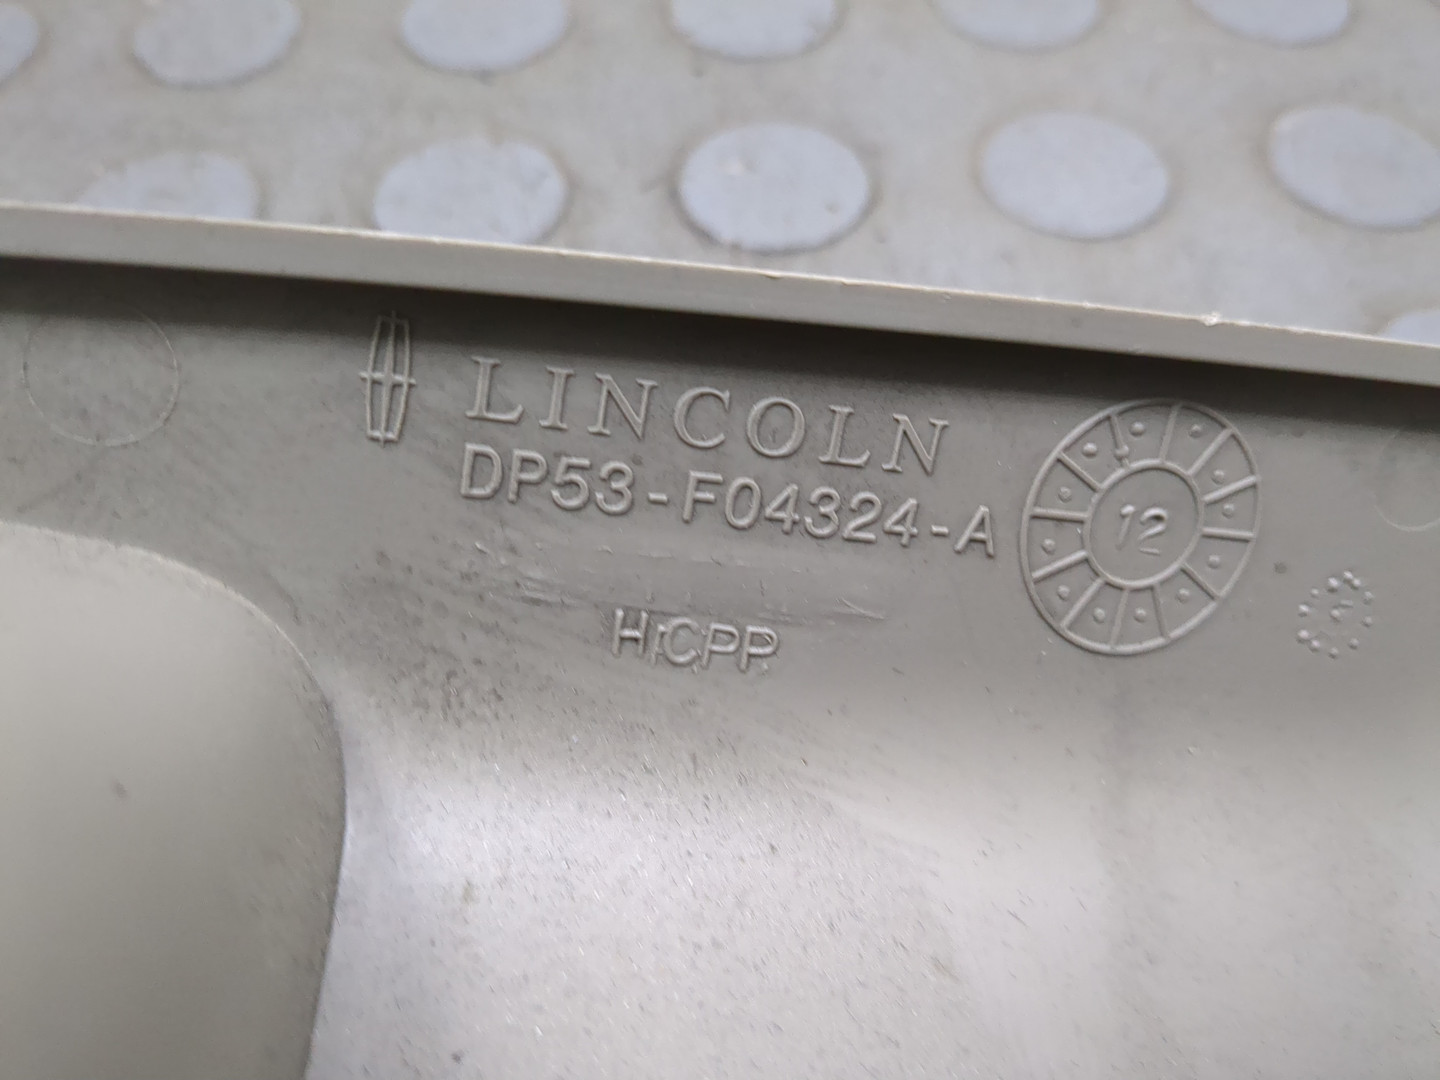 LINCOLN
DP53-F04324-A
12
HICPP